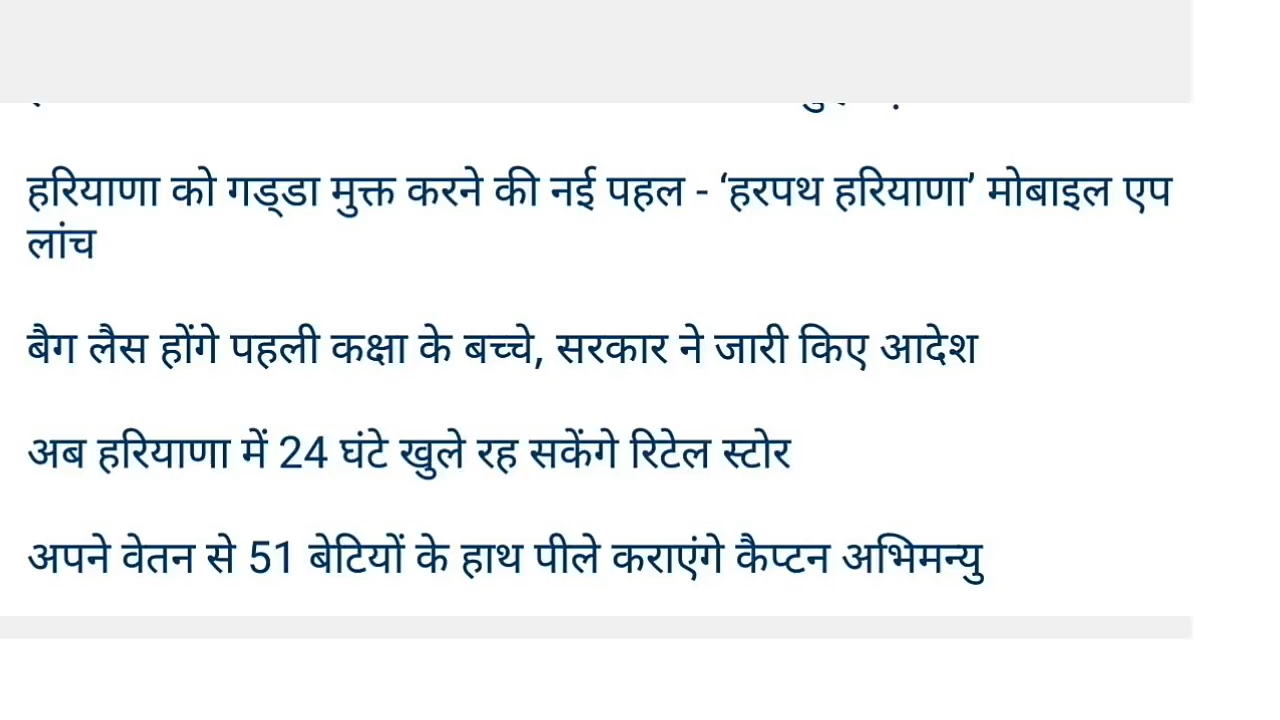 हरियाणा को गड्डा मुक्त करने की नई पहल - ‘हरपथ हरियाणा’ मोबाइल एप
लांच
बैग लैस होंगे पहली कक्षा के बच्चे, सरकार ने जारी किए आदेश
अब हरियाणा में 24 घंटे खुले रह सकेंगे रिटेल स्टोर
अपने वेतन से 51 बेटियों के हाथ पीले कराएंगे कैप्टन अभिमन्यु